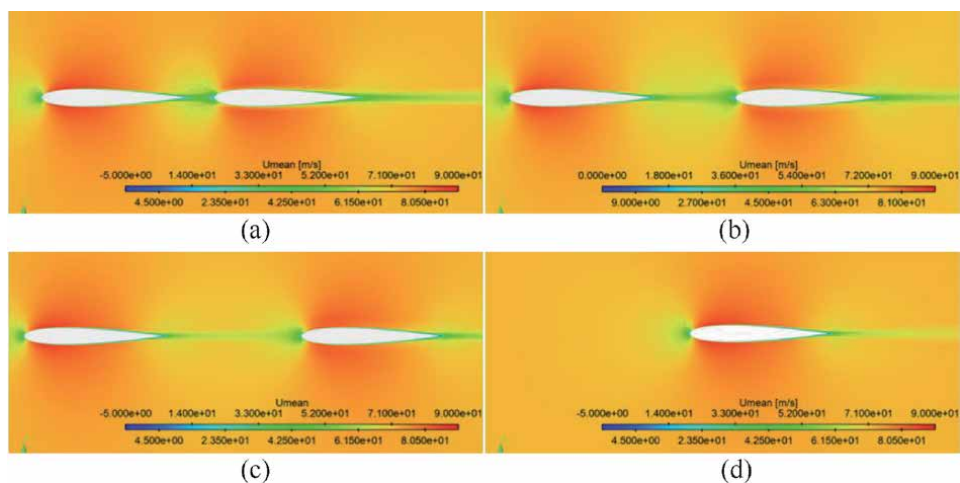 Umean [m/s]
-5.000e+00 1.400e+01 3.300e+01 5.200e+01 7.100e+01 9.000e+01
4.500e+00 2.350e+01 4.250e+01 6.150e+01 8.050e+01
(a)
Umean [m/s]
0.000e+00 1.800e+01 3.600e+01 5.400e+01 7.200e+01 9.000e+01
9.000e+00 2.700e+01 4.500e+01 6.300e+01 8.100e+01
(b)
Umean
-5.000e+00 1.400e+01 3.300e+01 5.200e+01 7.100e+01 9.000e+01
4.500e+00 2.350e+01 4.250e+01 6.150e+01 8.050e+01
(c)
Umean [m/s]
-5.000e+00 1.400e+01 3.300e+01 5.200e+01 7.100e+01 9.000e+01
4.500e+00 2.350e+01 4.250e+01 6.150e+01 8.050e+01
(d)